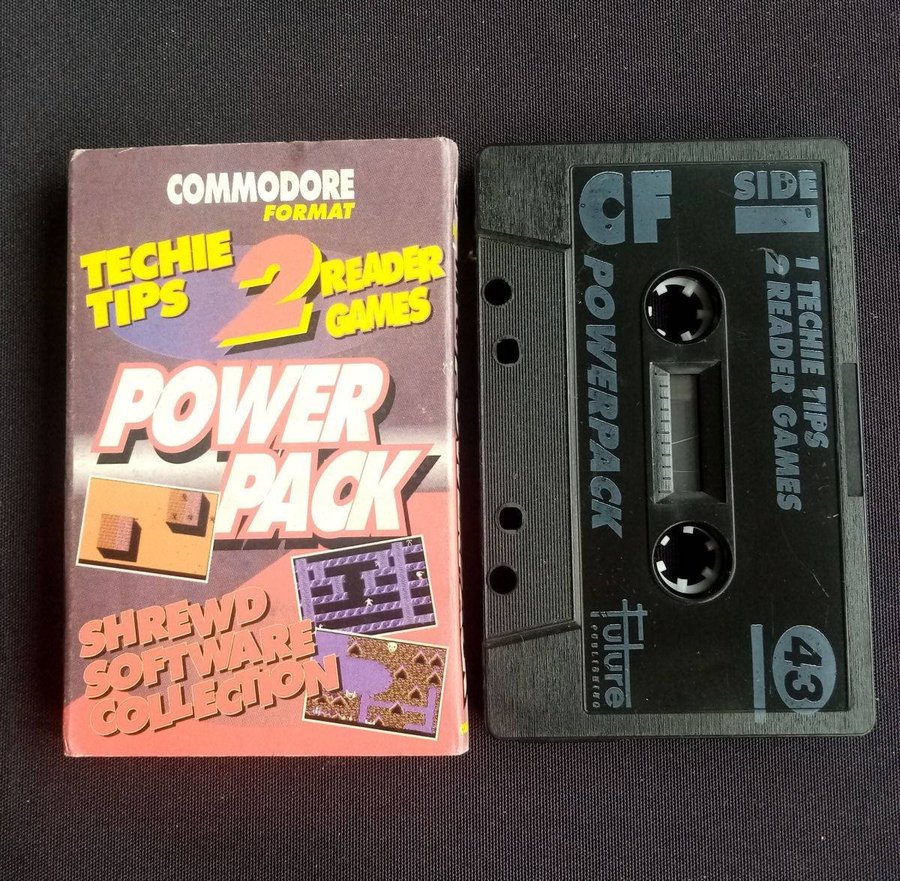 COMMODORE
FORMAT
TECHIE
TIPS
2
READER
GAMES
POWER
PACK
SHREWD
SOFTWARE
COLLECTION
CF
POWERPACK
SIDE
1
1 TECHIE TIPS
2 READER GAMES
Future
PUBLISHING
43